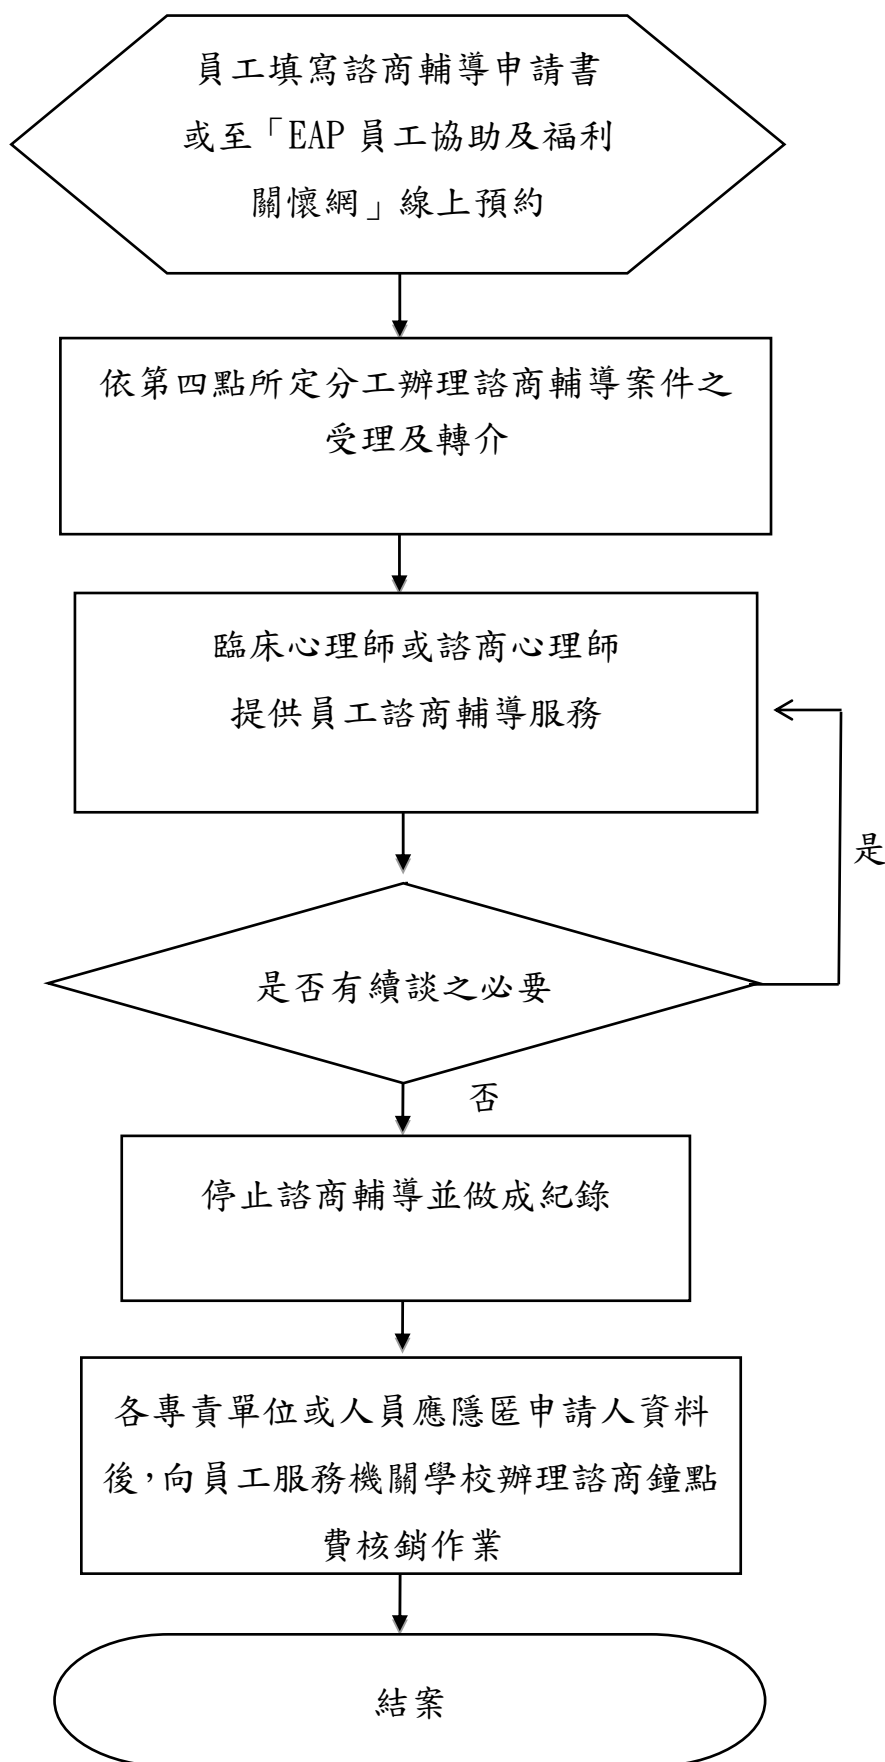 員工填寫諮商輔導申請書
或至「EAP 員工協助及福利
關懷網」線上預約
依第四點所定分工辦理諮商輔導案件之
受理及轉介
臨床心理師或諮商心理師
提供員工諮商輔導服務
是
是否有續談之必要
否
停止諮商輔導並做成紀錄
各專責單位或人員應隱匿申請人資料
後,向員工服務機關學校辦理諮商鐘點
費核銷作業
結案